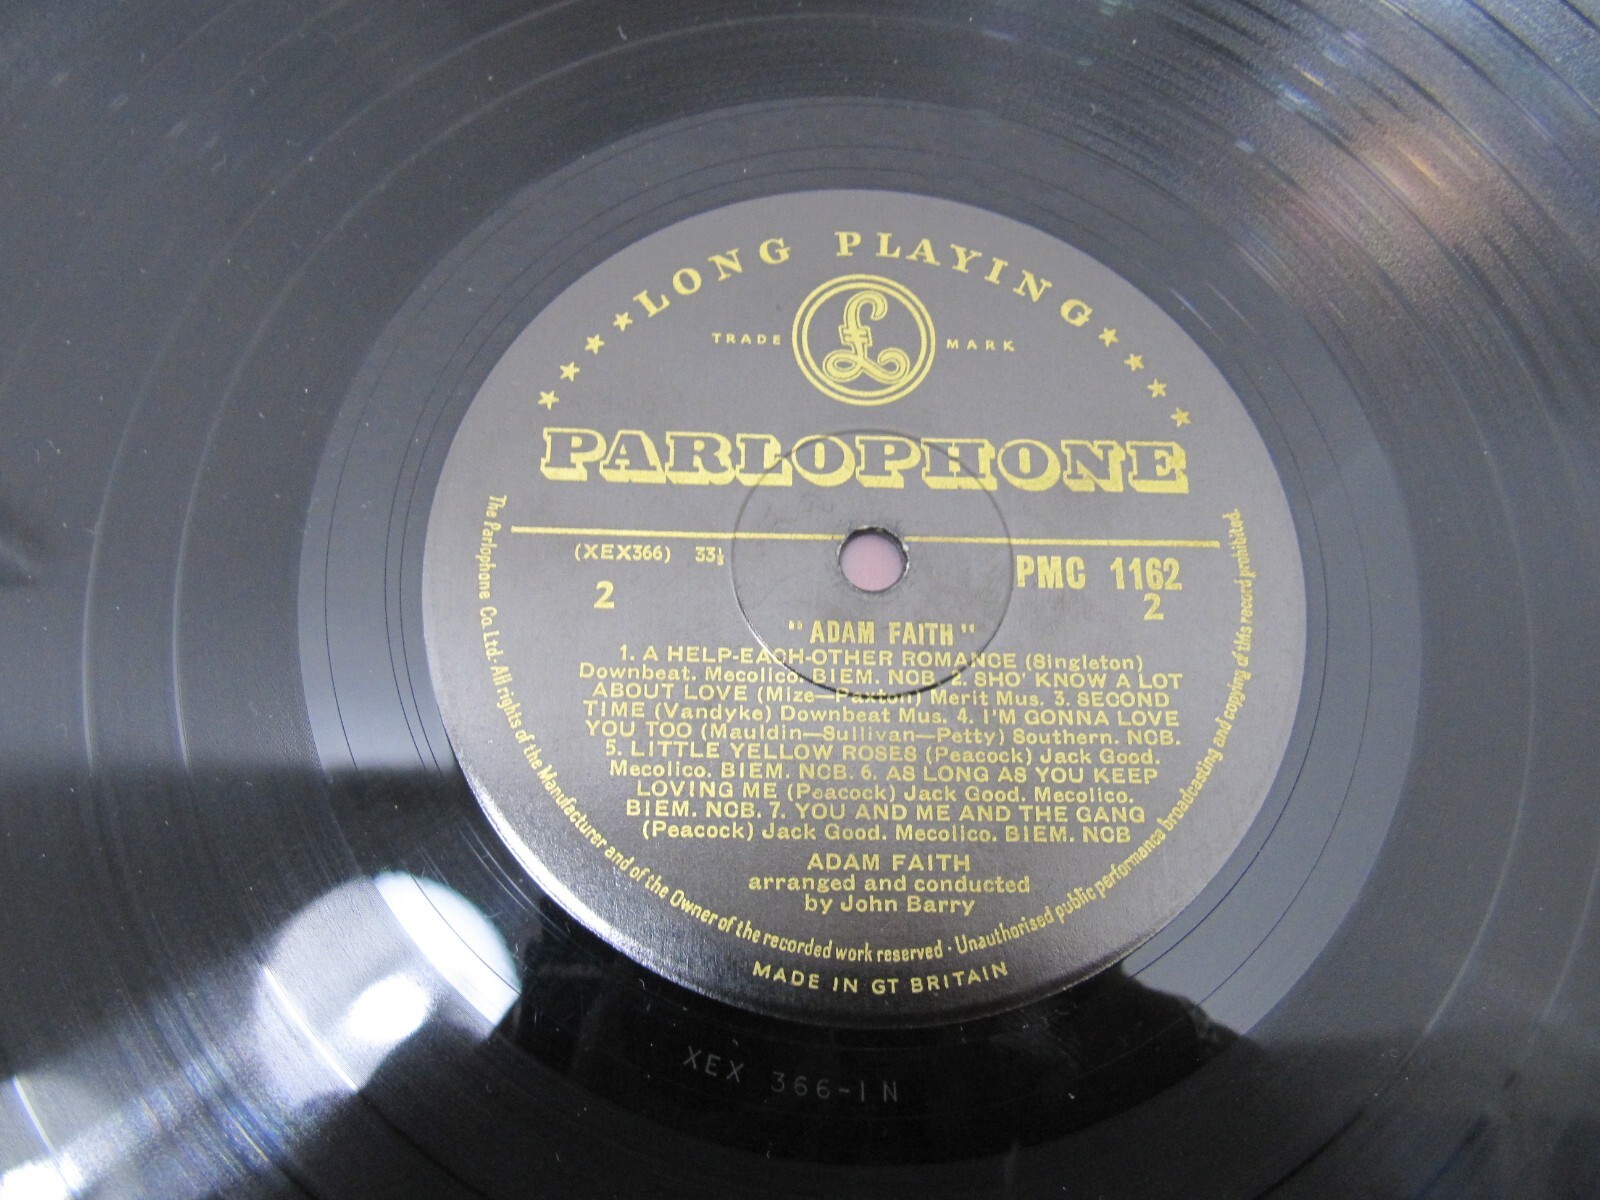 LONG PLAYING
TRADE £ MARK
PARLOPHONE
(XEX366) 33⅓
2
PMC 1162
2
"ADAM FAITH"
1. A HELP-EACH-OTHER ROMANCE (Singleton)
Downbeat. Mecolico. BIEM. NCB. 2. SHO' KNOW A LOT
ABOUT LOVE (Mize—Paxton) Merit Mus. 3. SECOND
TIME (Vandyke) Downbeat Mus. 4. I'M GONNA LOVE
YOU TOO (Mauldin—Sullivan—Petty) Southern. NCB.
5. LITTLE YELLOW ROSES (Peacock) Jack Good.
Mecolico. BIEM. NCB. 6. AS LONG AS YOU KEEP
LOVING ME (Peacock) Jack Good. Mecolico.
BIEM. NCB. 7. YOU AND ME AND THE GANG
(Peacock) Jack Good. Mecolico. BIEM. NCB
ADAM FAITH
arranged and conducted
by John Barry
The Parlophone Co. Ltd · All rights of the Manufacturer and of the Owner of the recorded work reserved · Unauthorised public performance broadcasting and copying of this record prohibited.
MADE IN GT BRITAIN
XEX 366-1N